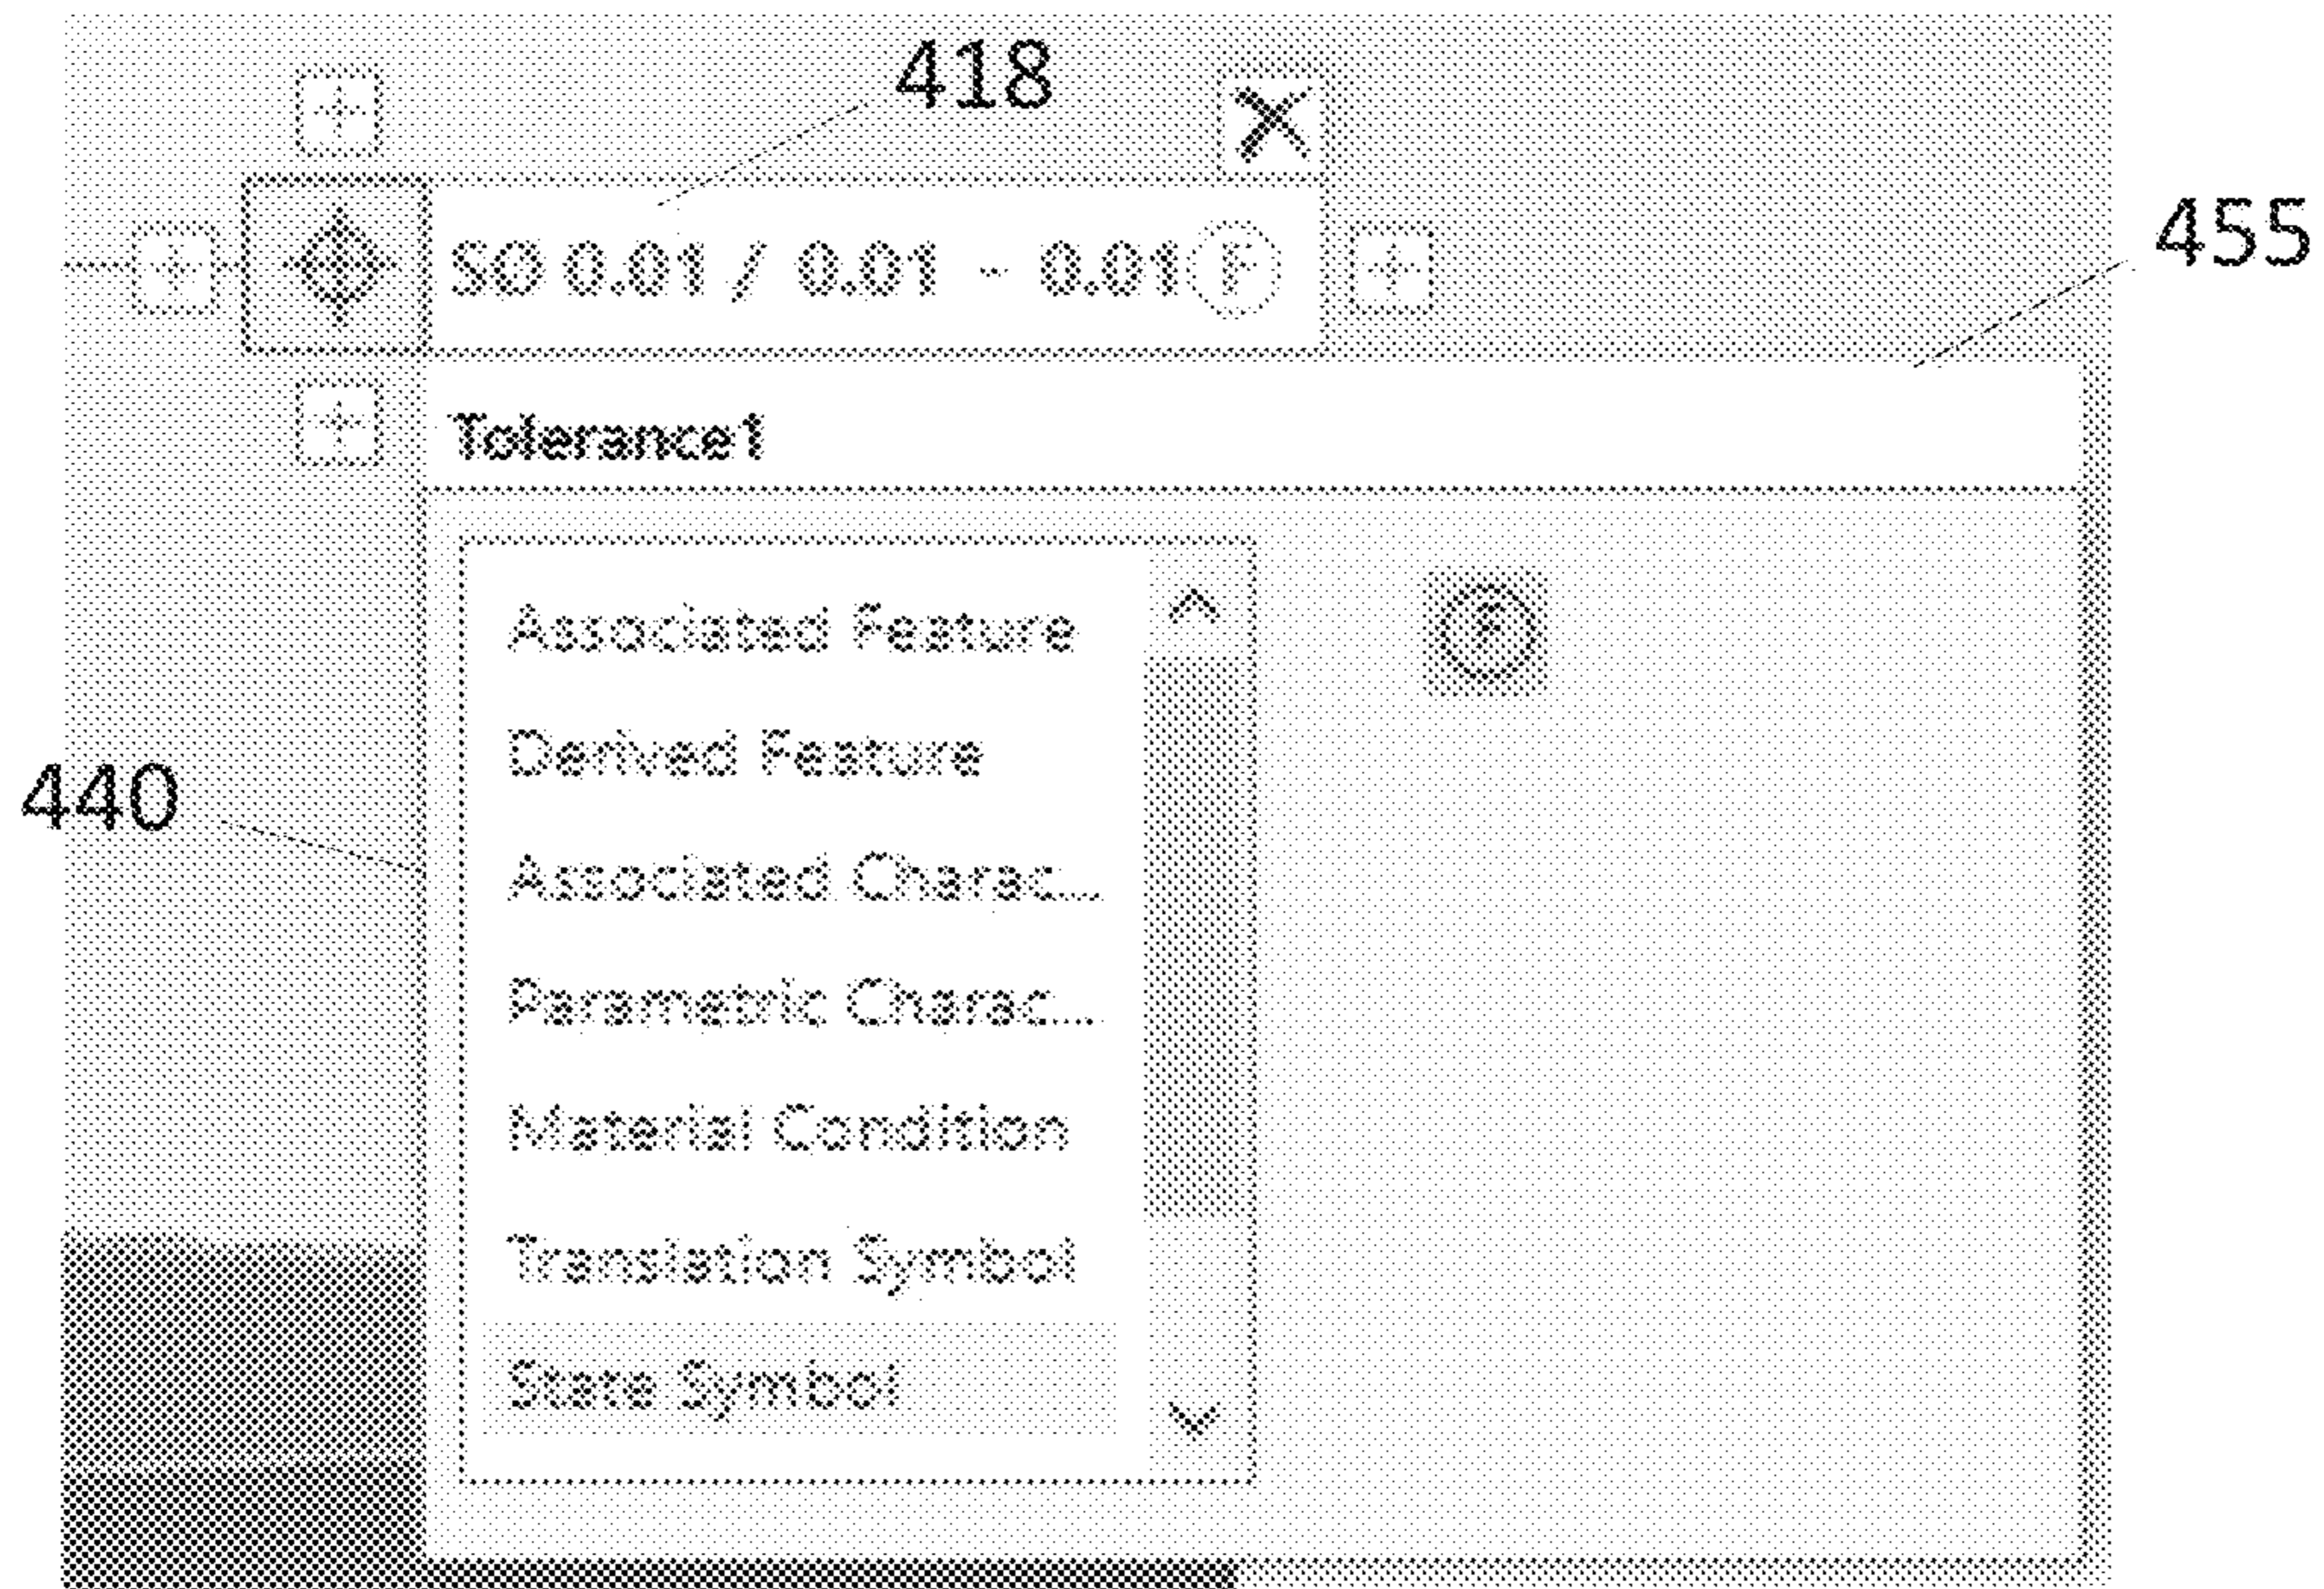 418
SØ 0.01 / 0.01 - 0.01 Ⓕ
455
Tolerance1
Associated Feature
Ⓕ
Derived Feature
440
Associated Charac...
Parametric Charac...
Material Condition
Translation Symbol
State Symbol